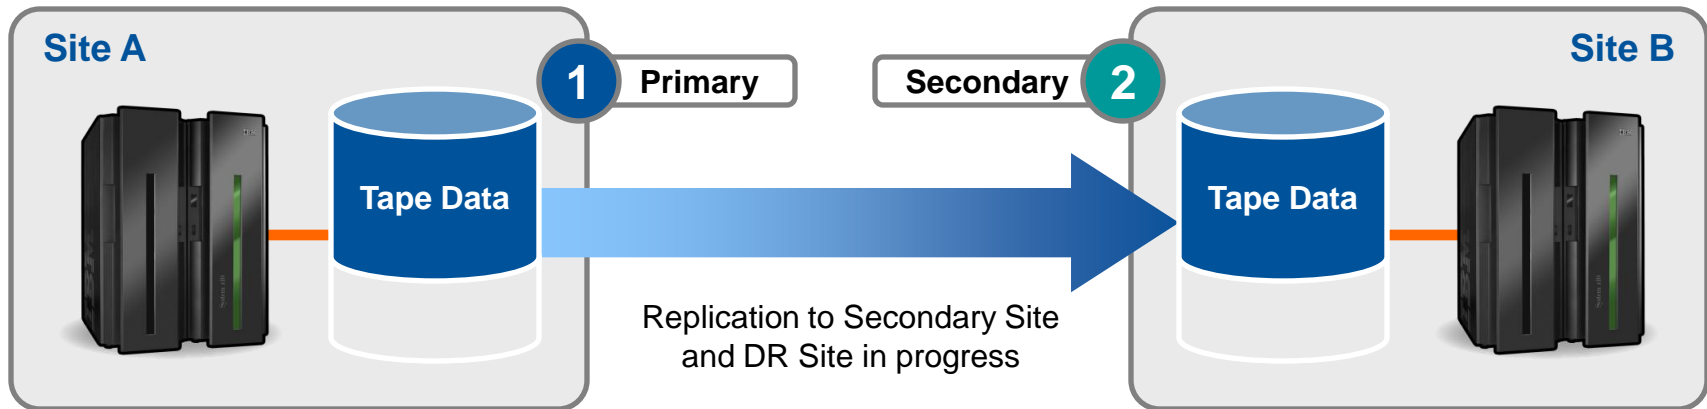 Site A
1 Primary
Secondary 2
Site B
Tape Data
Tape Data
Replication to Secondary Site
and DR Site in progress
IBM